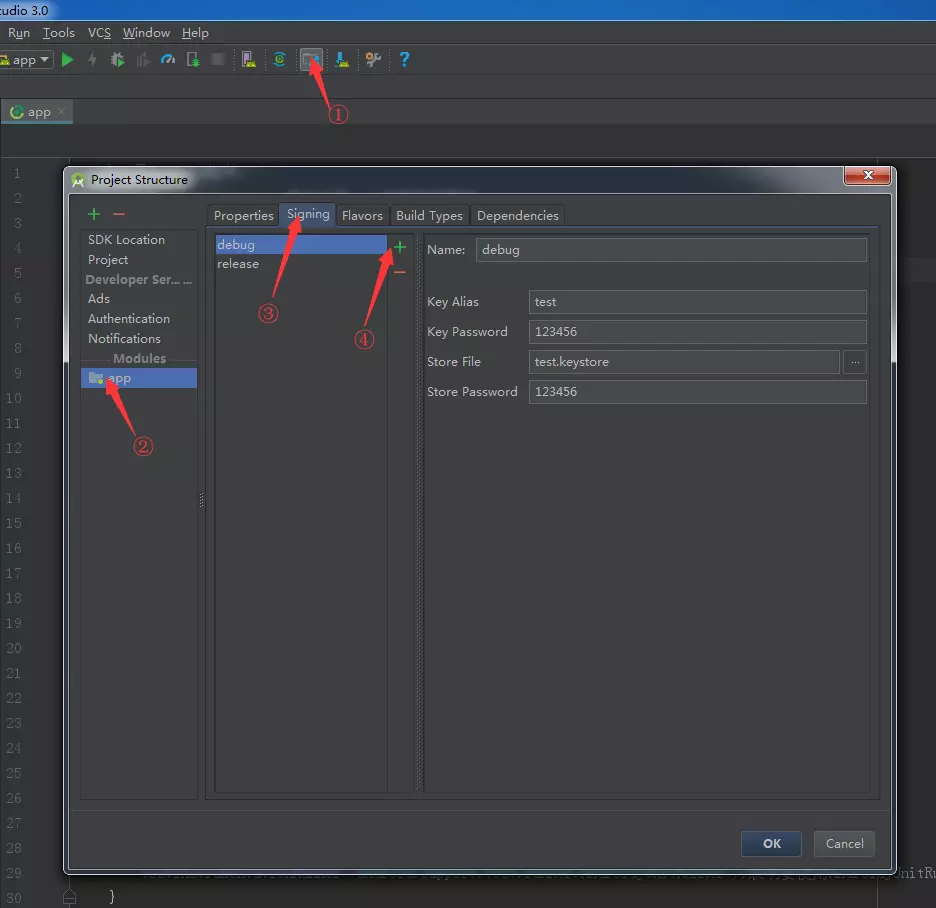 tudio 3.0
Run Tools VCS Window Help
app
①
app
Project Structure
Properties Signing Flavors Build Types Dependencies
SDK Location
Project
Developer Ser... ...
Ads
Authentication
Notifications
Modules
app
②
debug
release
③
④
Name: debug
Key Alias test
Key Password 123456
Store File test.keystore ...
Store Password 123456
OK Cancel
1
2
3
4
5
6
7
8
9
10
11
12
13
14
15
16
17
18
19
20
21
22
23
24
25
26
27
28
29
30 }